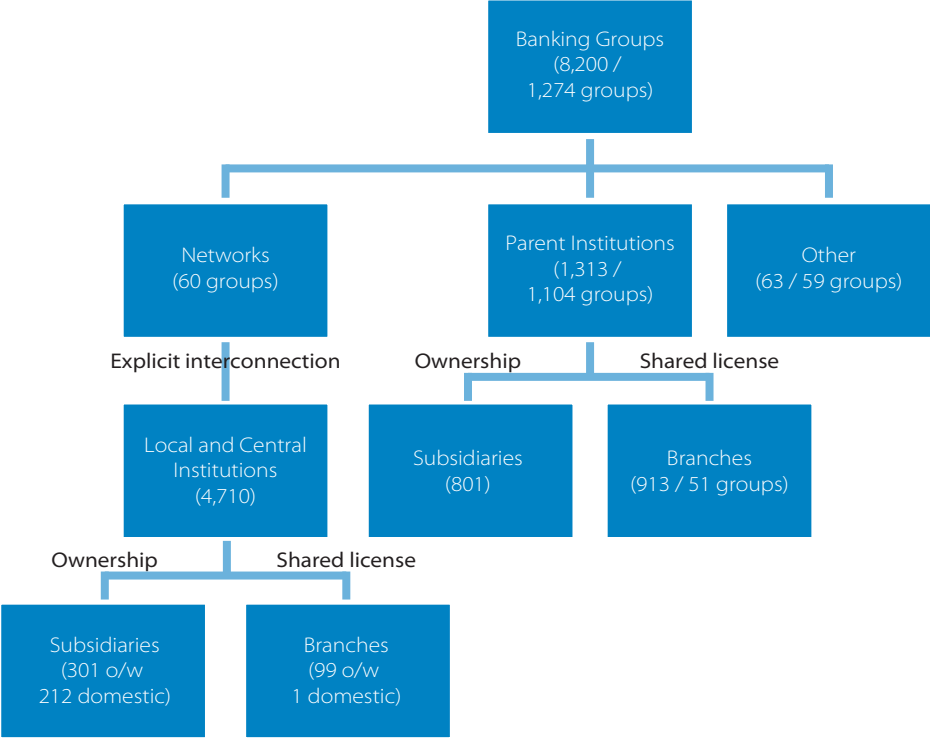 Banking Groups
(8,200 /
1,274 groups)
Networks
(60 groups)
Parent Institutions
(1,313 /
1,104 groups)
Other
(63 / 59 groups)
Explicit interconnection
Ownership
Shared license
Local and Central
Institutions
(4,710)
Subsidiaries
(801)
Branches
(913 / 51 groups)
Ownership
Shared license
Subsidiaries
(301 o/w
212 domestic)
Branches
(99 o/w
1 domestic)